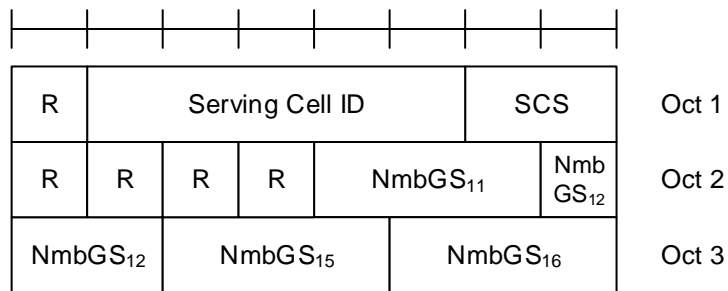 R Serving Cell ID SCS Oct 1
R R R R NmbGS₁₁ Nmb GS₁₂ Oct 2
NmbGS₁₂ NmbGS₁₅ NmbGS₁₆ Oct 3